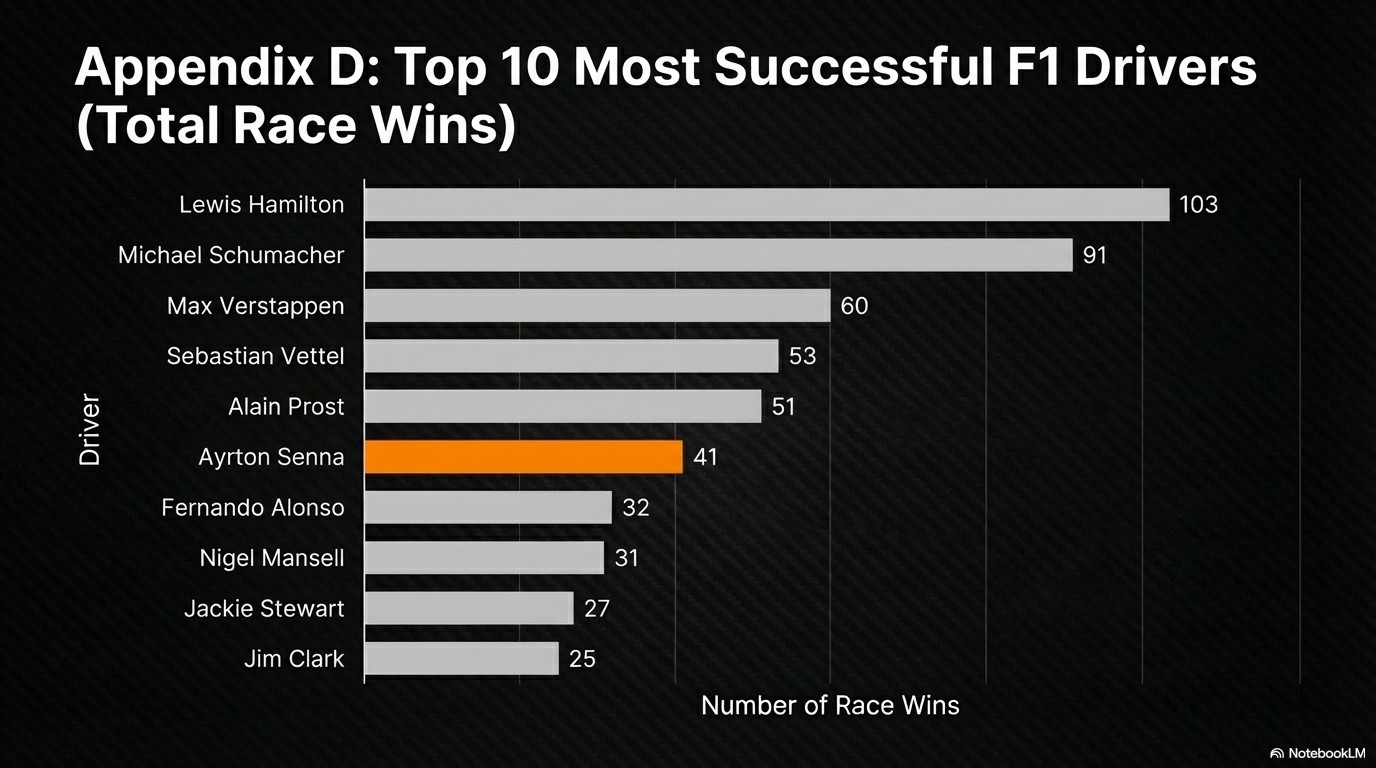 Appendix D: Top 10 Most Successful F1 Drivers
(Total Race Wins)
Driver
Lewis Hamilton 103
Michael Schumacher 91
Max Verstappen 60
Sebastian Vettel 53
Alain Prost 51
Ayrton Senna 41
Fernando Alonso 32
Nigel Mansell 31
Jackie Stewart 27
Jim Clark 25
Number of Race Wins
NotebookLM